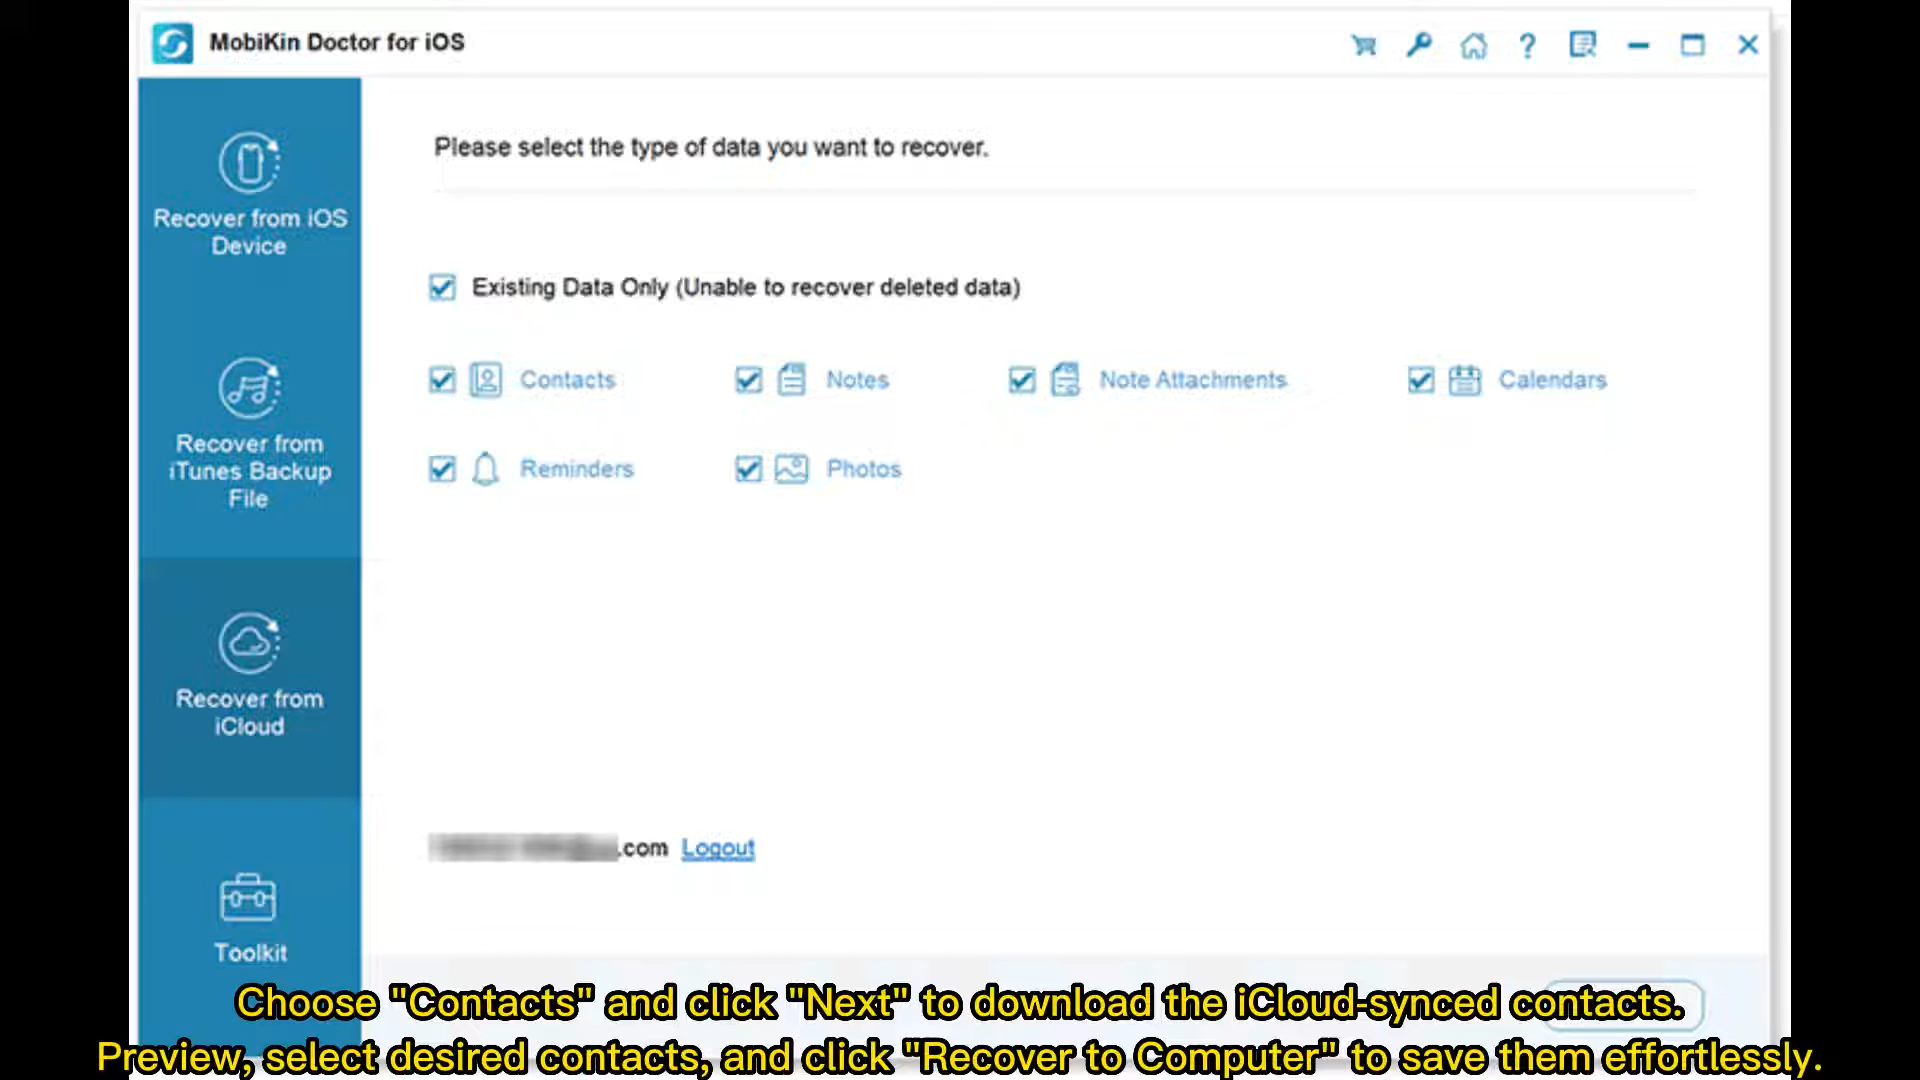 MobiKin Doctor for iOS
Please select the type of data you want to recover.
Recover from iOS
Device
Existing Data Only (Unable to recover deleted data)
Contacts
Notes
Note Attachments
Calendars
Reminders
Photos
Recover from
iTunes Backup
File
Recover from
iCloud
.com Logout
Toolkit
Choose "Contacts" and click "Next" to download the iCloud-synced contacts.
Preview, select desired contacts, and click "Recover to Computer" to save them effortlessly.